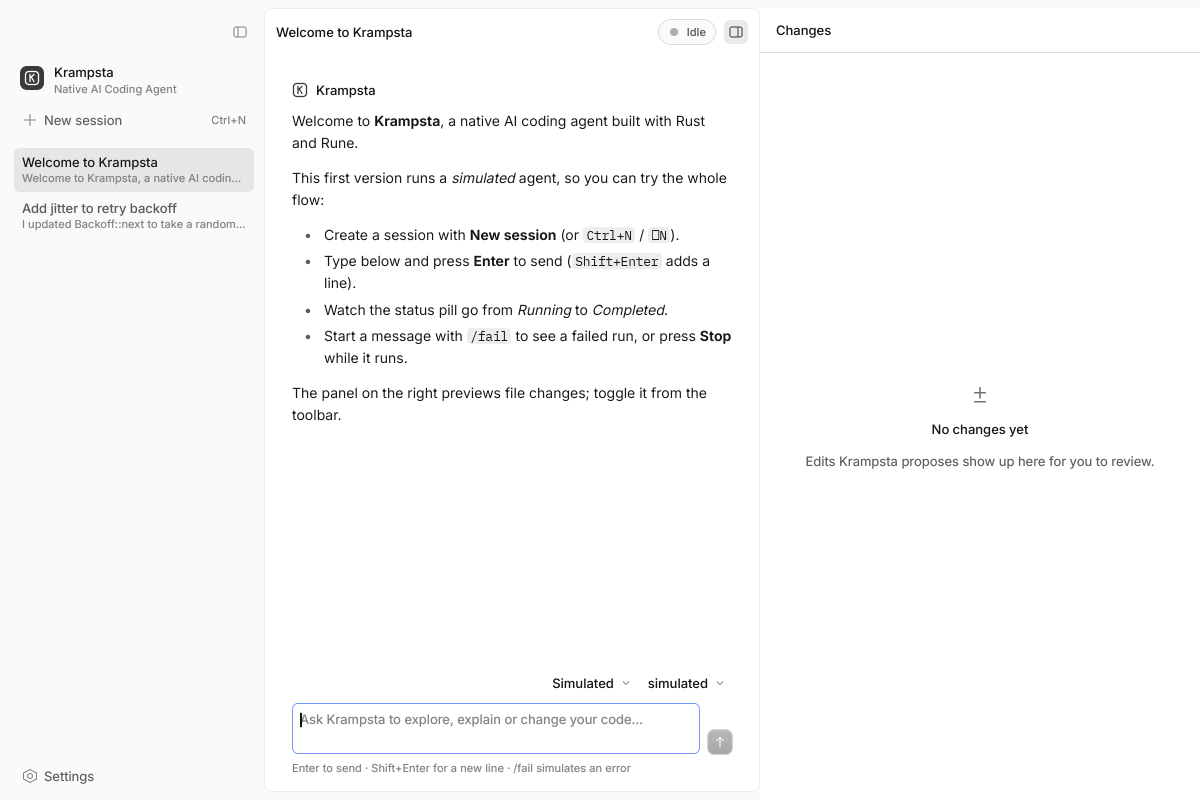 Krampsta
Native AI Coding Agent
New session Ctrl+N
Welcome to Krampsta
Welcome to Krampsta, a native AI codin...
Add jitter to retry backoff
I updated Backoff::next to take a random...
Settings
Welcome to Krampsta
Idle
Krampsta
Welcome to Krampsta, a native AI coding agent built with Rust
and Rune.
This first version runs a simulated agent, so you can try the whole
flow:
• Create a session with New session (or Ctrl+N / □N).
• Type below and press Enter to send (Shift+Enter adds a
line).
• Watch the status pill go from Running to Completed.
• Start a message with /fail to see a failed run, or press Stop
while it runs.
The panel on the right previews file changes; toggle it from the
toolbar.
Simulated simulated
Ask Krampsta to explore, explain or change your code...
Enter to send · Shift+Enter for a new line · /fail simulates an error
Changes
No changes yet
Edits Krampsta proposes show up here for you to review.